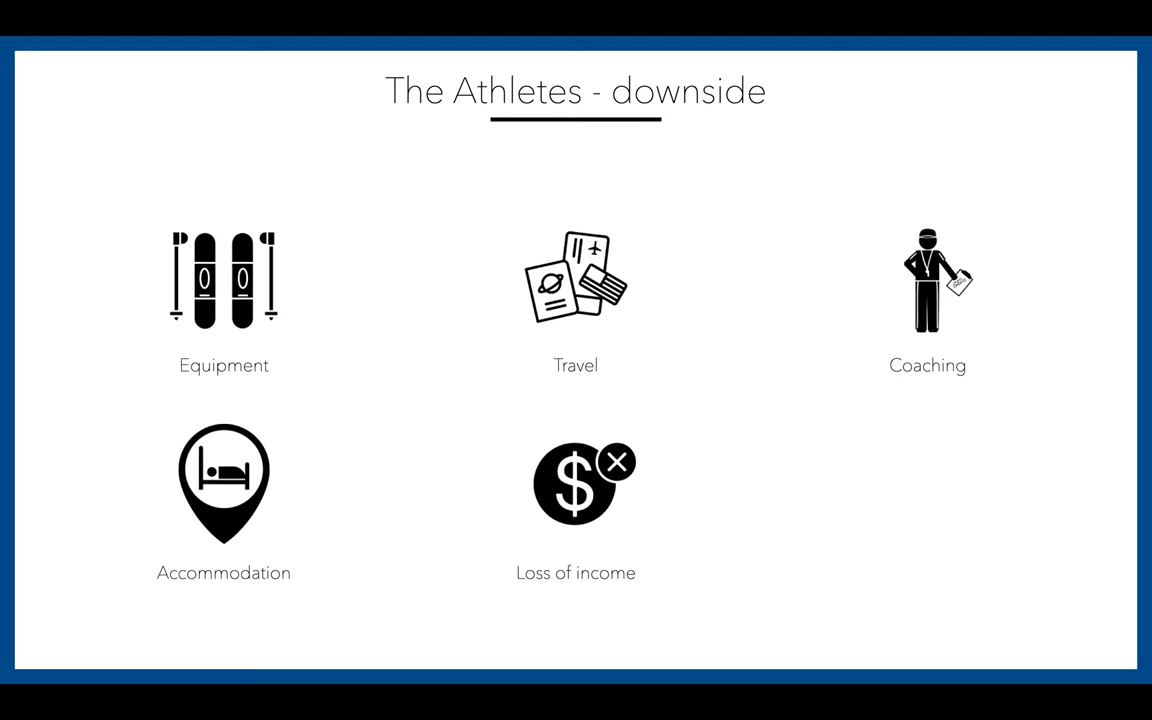 The Athletes - downside
Equipment
Travel
Coaching
Accommodation
$
Loss of income